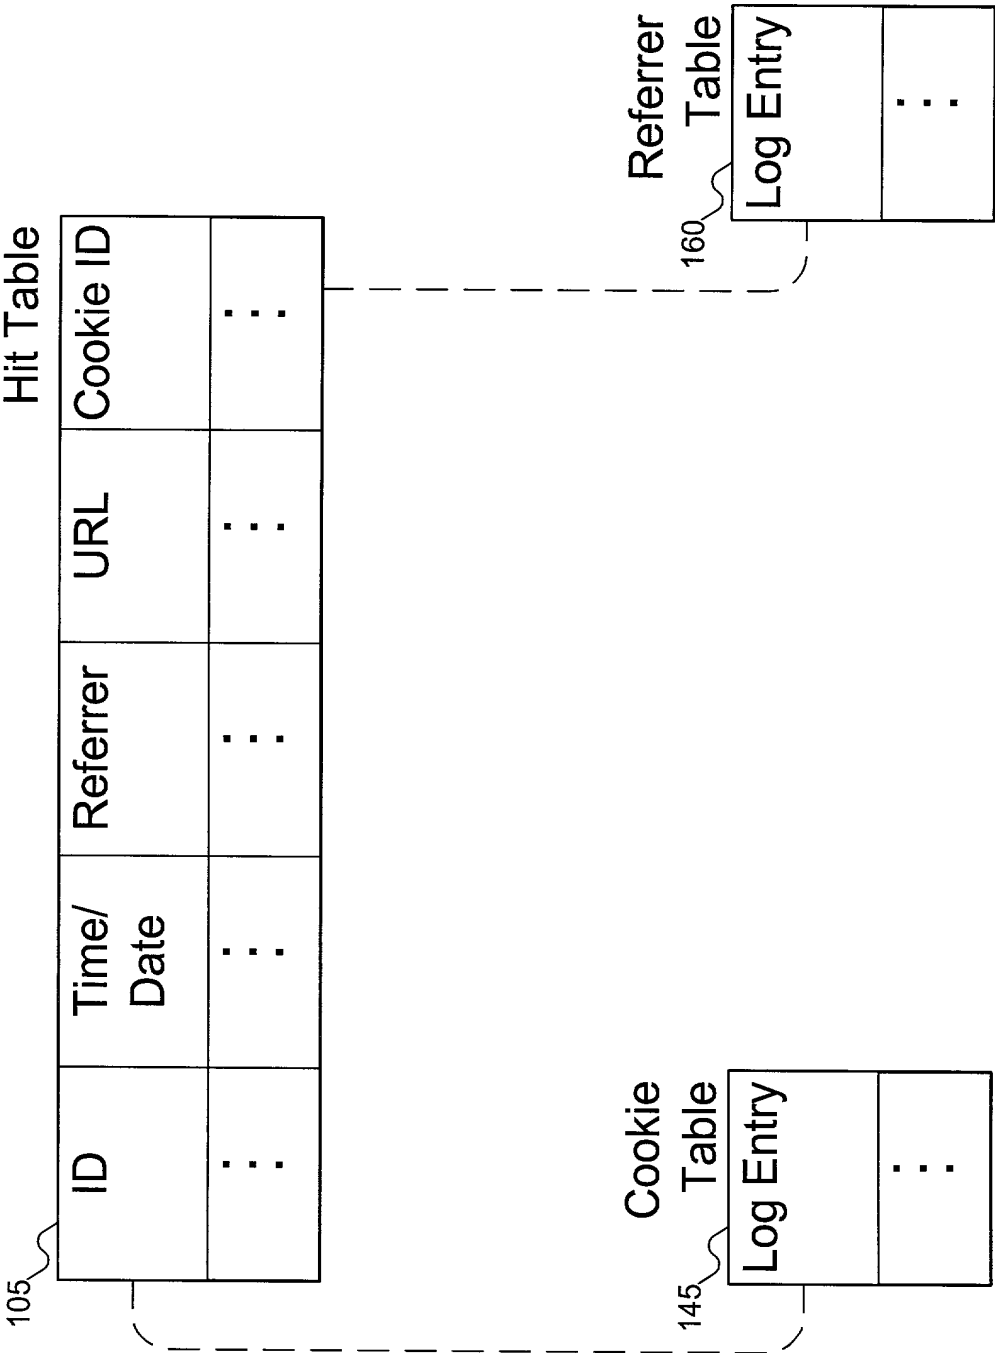 Hit Table
105
ID
Time/
Date
Referrer
URL
Cookie ID
⋮
⋮
⋮
⋮
⋮
Cookie
Table
145
Log Entry
⋮
Referrer
Table
160
Log Entry
⋮